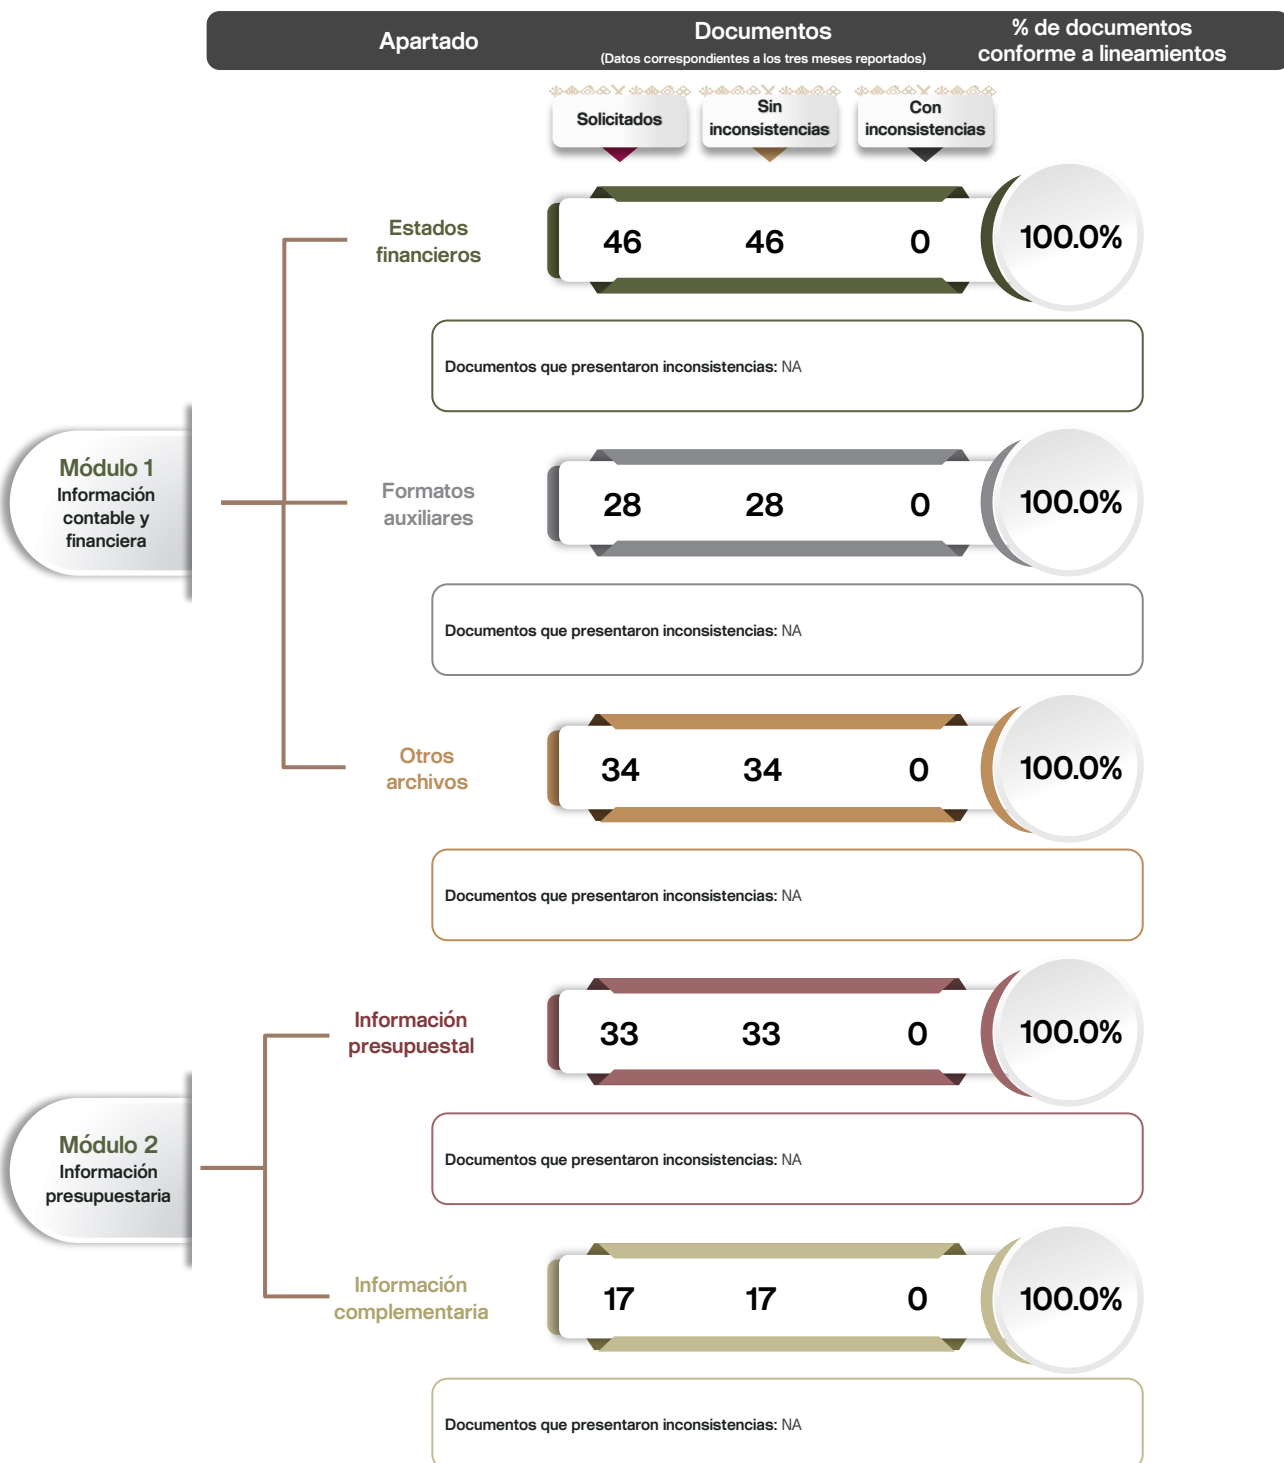 Apartado
Documentos
(Datos correspondientes a los tres meses reportados)
% de documentos
conforme a lineamientos
Solicitados
Sin
inconsistencias
Con
inconsistencias
Módulo 1
Información
contable y
financiera
Estados
financieros
46 46 0 100.0%
Documentos que presentaron inconsistencias: NA
Formatos
auxiliares
28 28 0 100.0%
Documentos que presentaron inconsistencias: NA
Otros
archivos
34 34 0 100.0%
Documentos que presentaron inconsistencias: NA
Módulo 2
Información
presupuestaria
Información
presupuestal
33 33 0 100.0%
Documentos que presentaron inconsistencias: NA
Información
complementaria
17 17 0 100.0%
Documentos que presentaron inconsistencias: NA